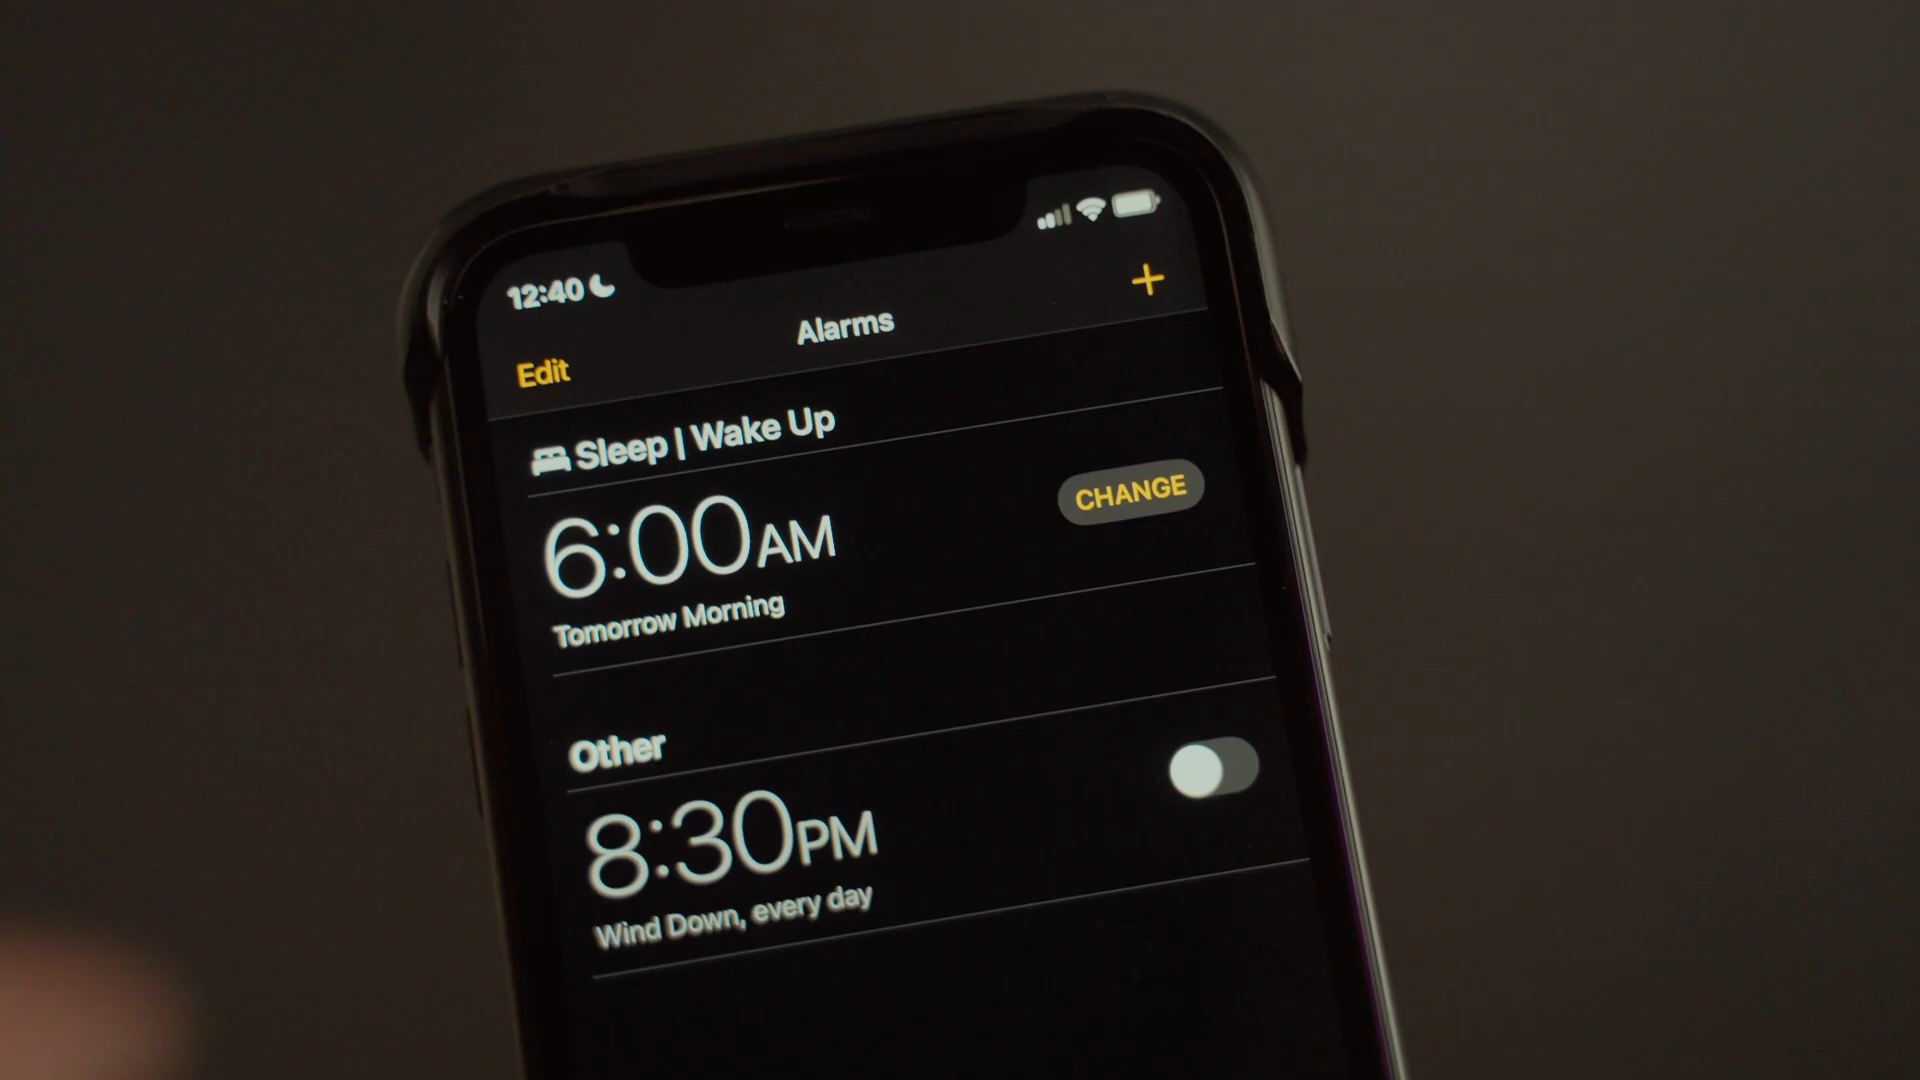 12:40
Alarms
Edit
Sleep | Wake Up
6:00AM
CHANGE
Tomorrow Morning
Other
8:30PM
Wind Down, every day